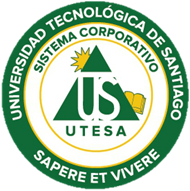 UNIVERSIDAD TECNOLÓGICA DE SANTIAGO
SISTEMA CORPORATIVO
US
UTESA
SAPERE ET VIVERE